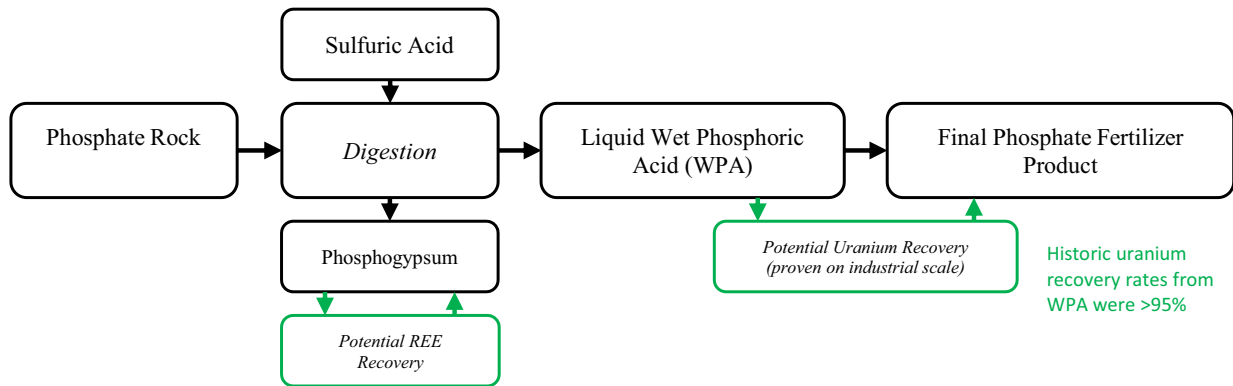 Sulfuric Acid
Phosphate Rock
Digestion
Liquid Wet Phosphoric
Acid (WPA)
Final Phosphate Fertilizer
Product
Phosphogypsum
Potential Uranium Recovery
(proven on industrial scale)
Historic uranium
recovery rates from
WPA were >95%
Potential REE
Recovery